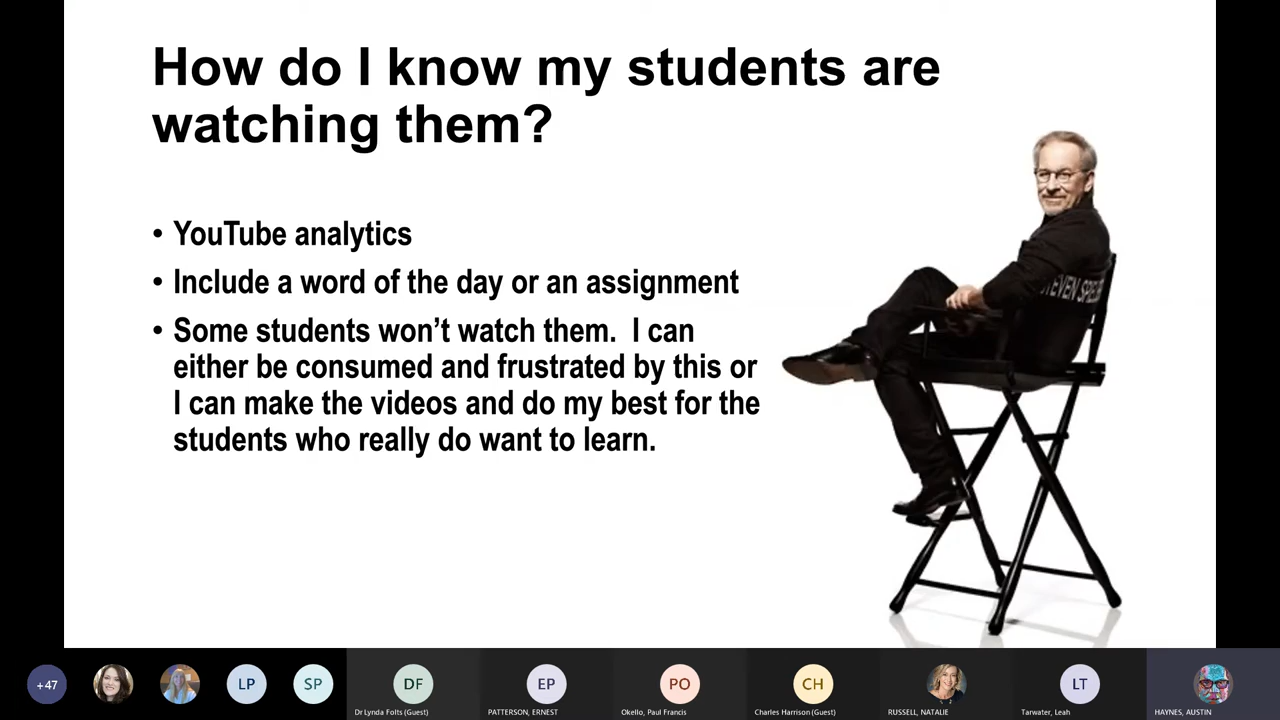 How do I know my students are
watching them?
• YouTube analytics
• Include a word of the day or an assignment
• Some students won’t watch them.  I can
either be consumed and frustrated by this or
I can make the videos and do my best for the
students who really do want to learn.
+47
LP
SP
DF
EP
PO
CH
LT
Dr Lynda Folts (Guest)
PATTERSON, ERNEST
Okello, Paul Francis
Charles Harrison (Guest)
RUSSELL, NATALIE
Tarwater, Leah
HAYNES, AUSTIN